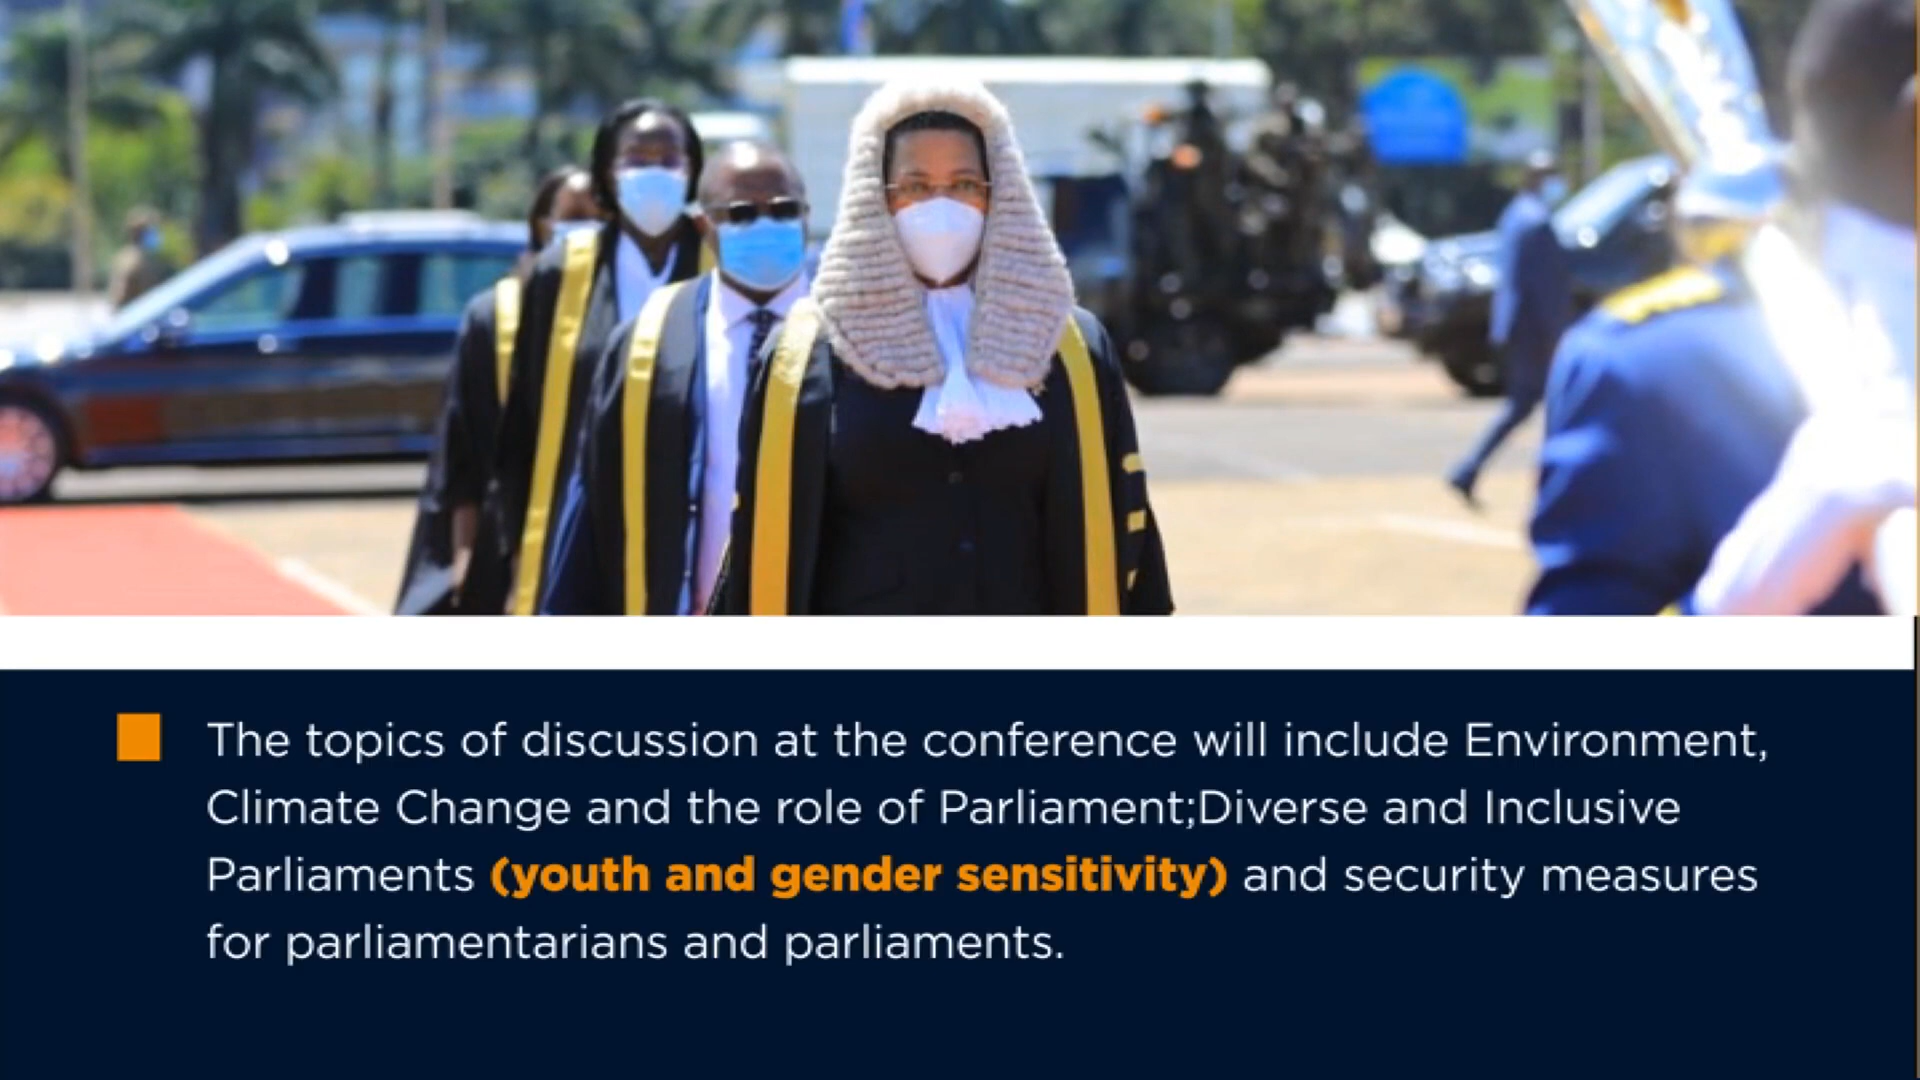 The topics of discussion at the conference will include Environment,
Climate Change and the role of Parliament;Diverse and Inclusive
Parliaments (youth and gender sensitivity) and security measures
for parliamentarians and parliaments.